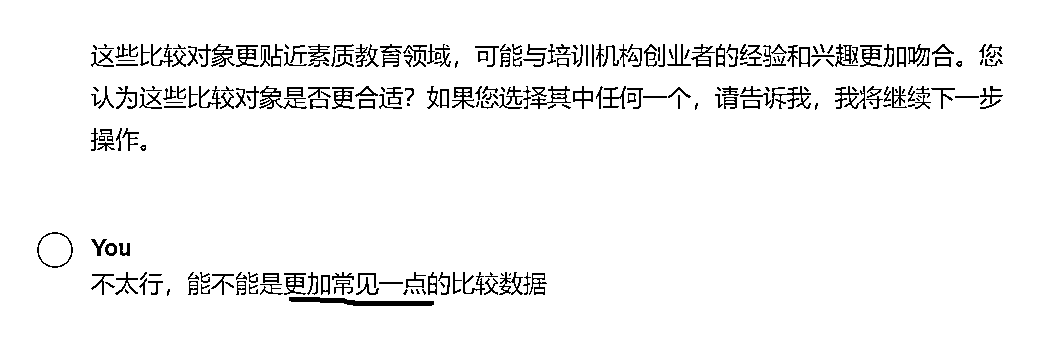 这些比较对象更贴近素质教育领域，可能与培训机构创业者的经验和兴趣更加吻合。您
认为这些比较对象是否更合适？如果您选择其中任何一个，请告诉我，我将继续下一步
操作。
You
不太行，能不能是更加常见一点的比较数据